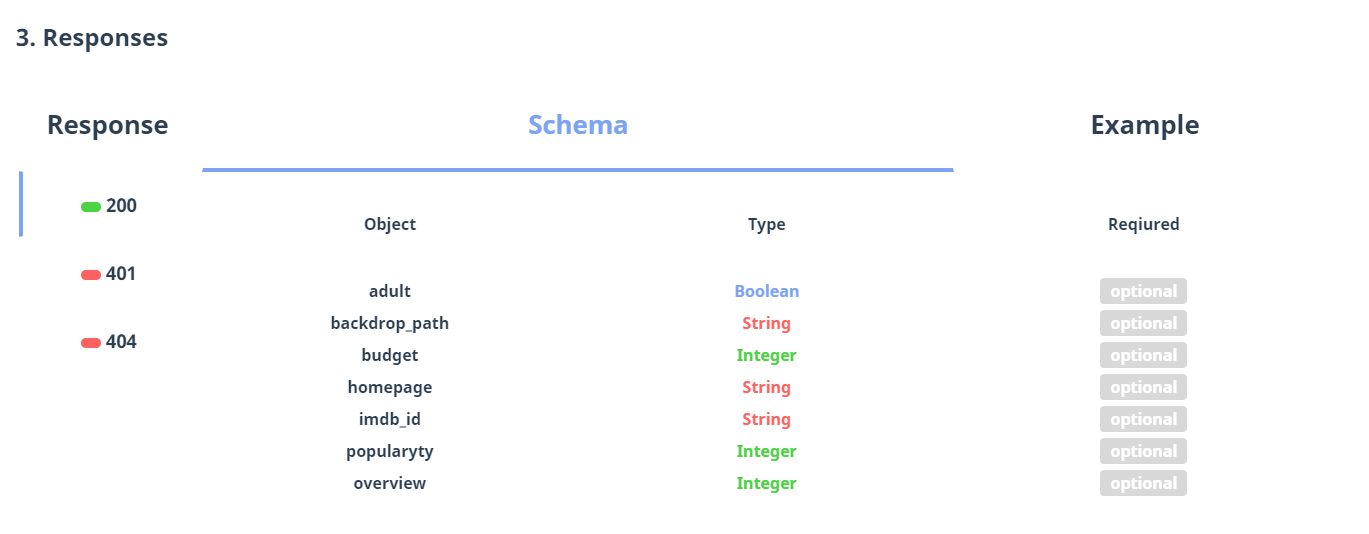 3. Responses
Response Schema Example
200
401
404
Object Type Reqiured
adult Boolean optional
backdrop_path String optional
budget Integer optional
homepage String optional
imdb_id String optional
popularyty Integer optional
overview Integer optional